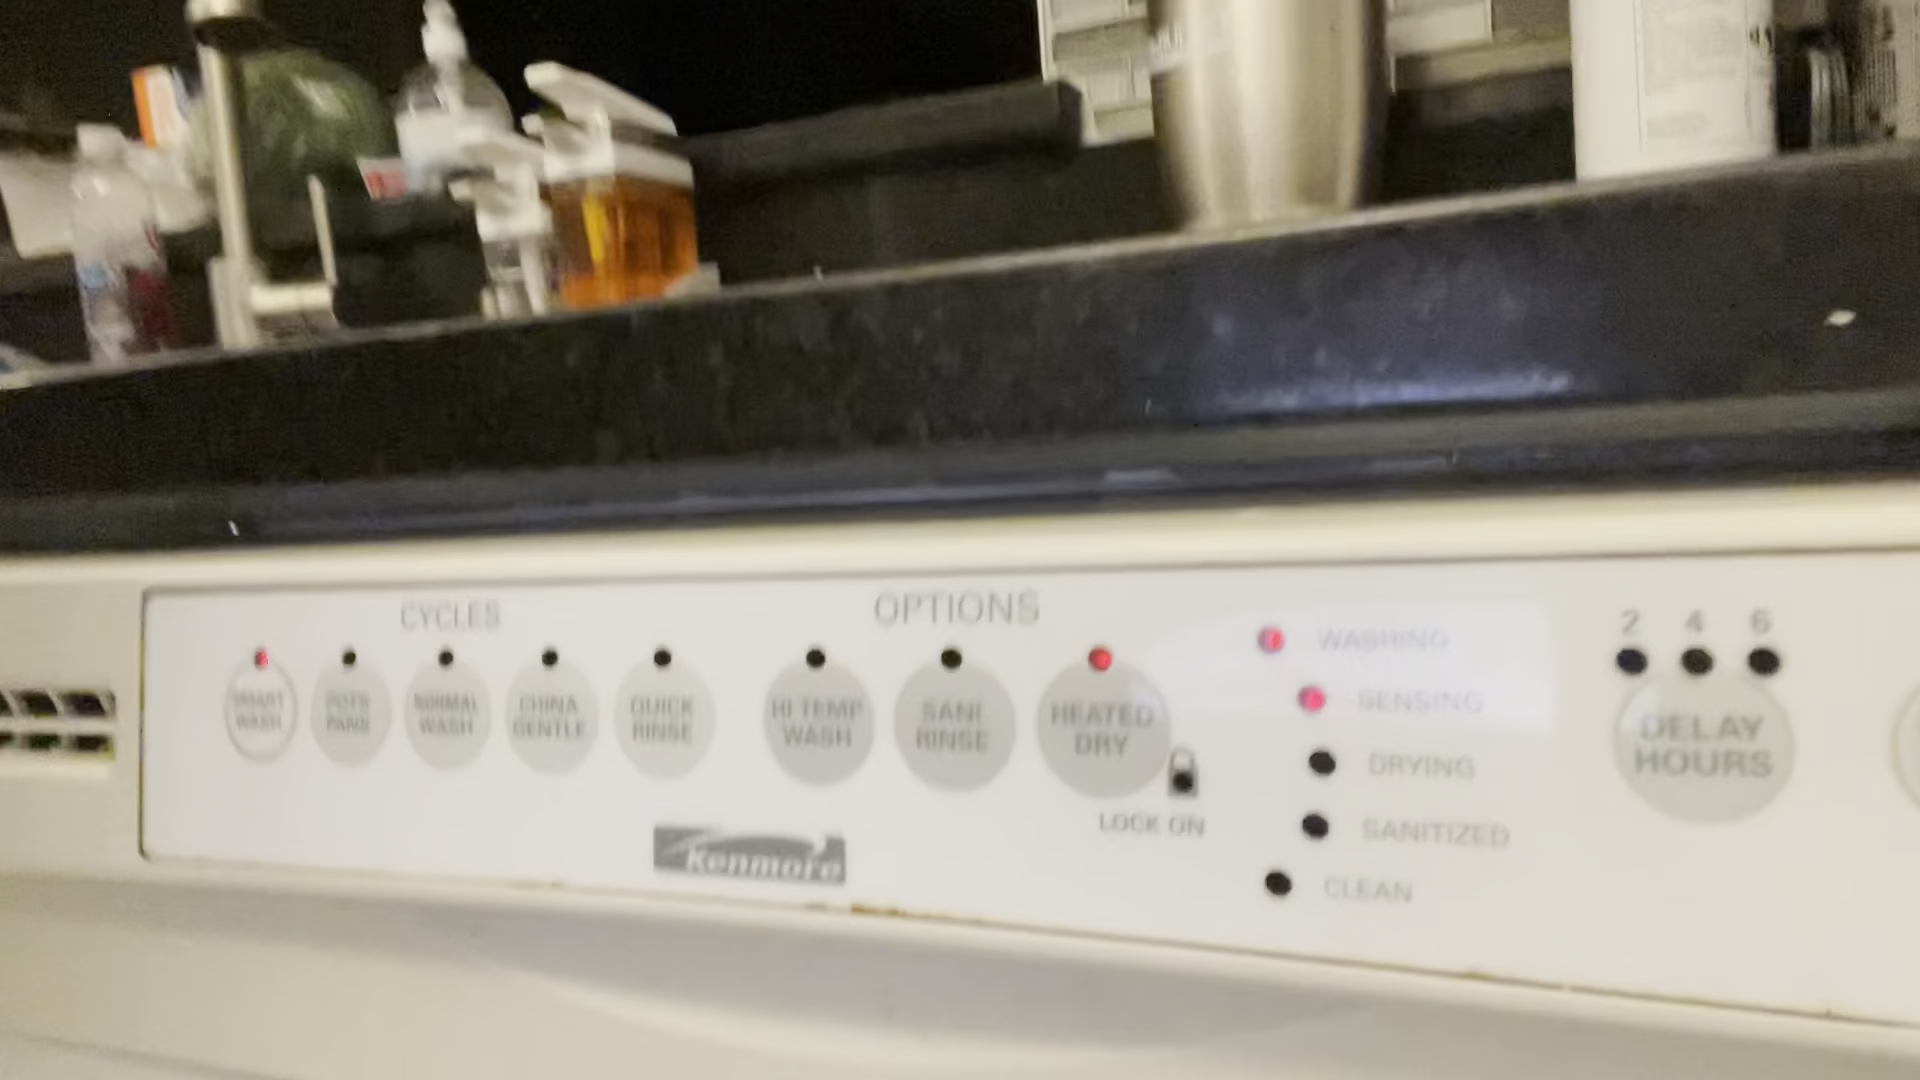 CYCLES
OPTIONS
SMART
WASH
POTS
PANS
NORMAL
WASH
CHINA
GENTLE
QUICK
RINSE
HI TEMP
WASH
SANI
RINSE
HEATED
DRY
LOCK ON
Kenmore
WASHING
SENSING
DRYING
SANITIZED
CLEAN
2 4 6
DELAY
HOURS